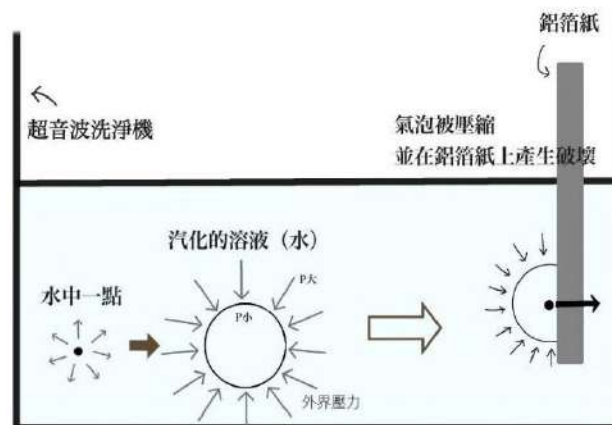 鋁箔紙
超音波洗淨機
氣泡被壓縮
並在鋁箔紙上產生破壞
汽化的溶液（水）
水中一點
P大
P小
外界壓力